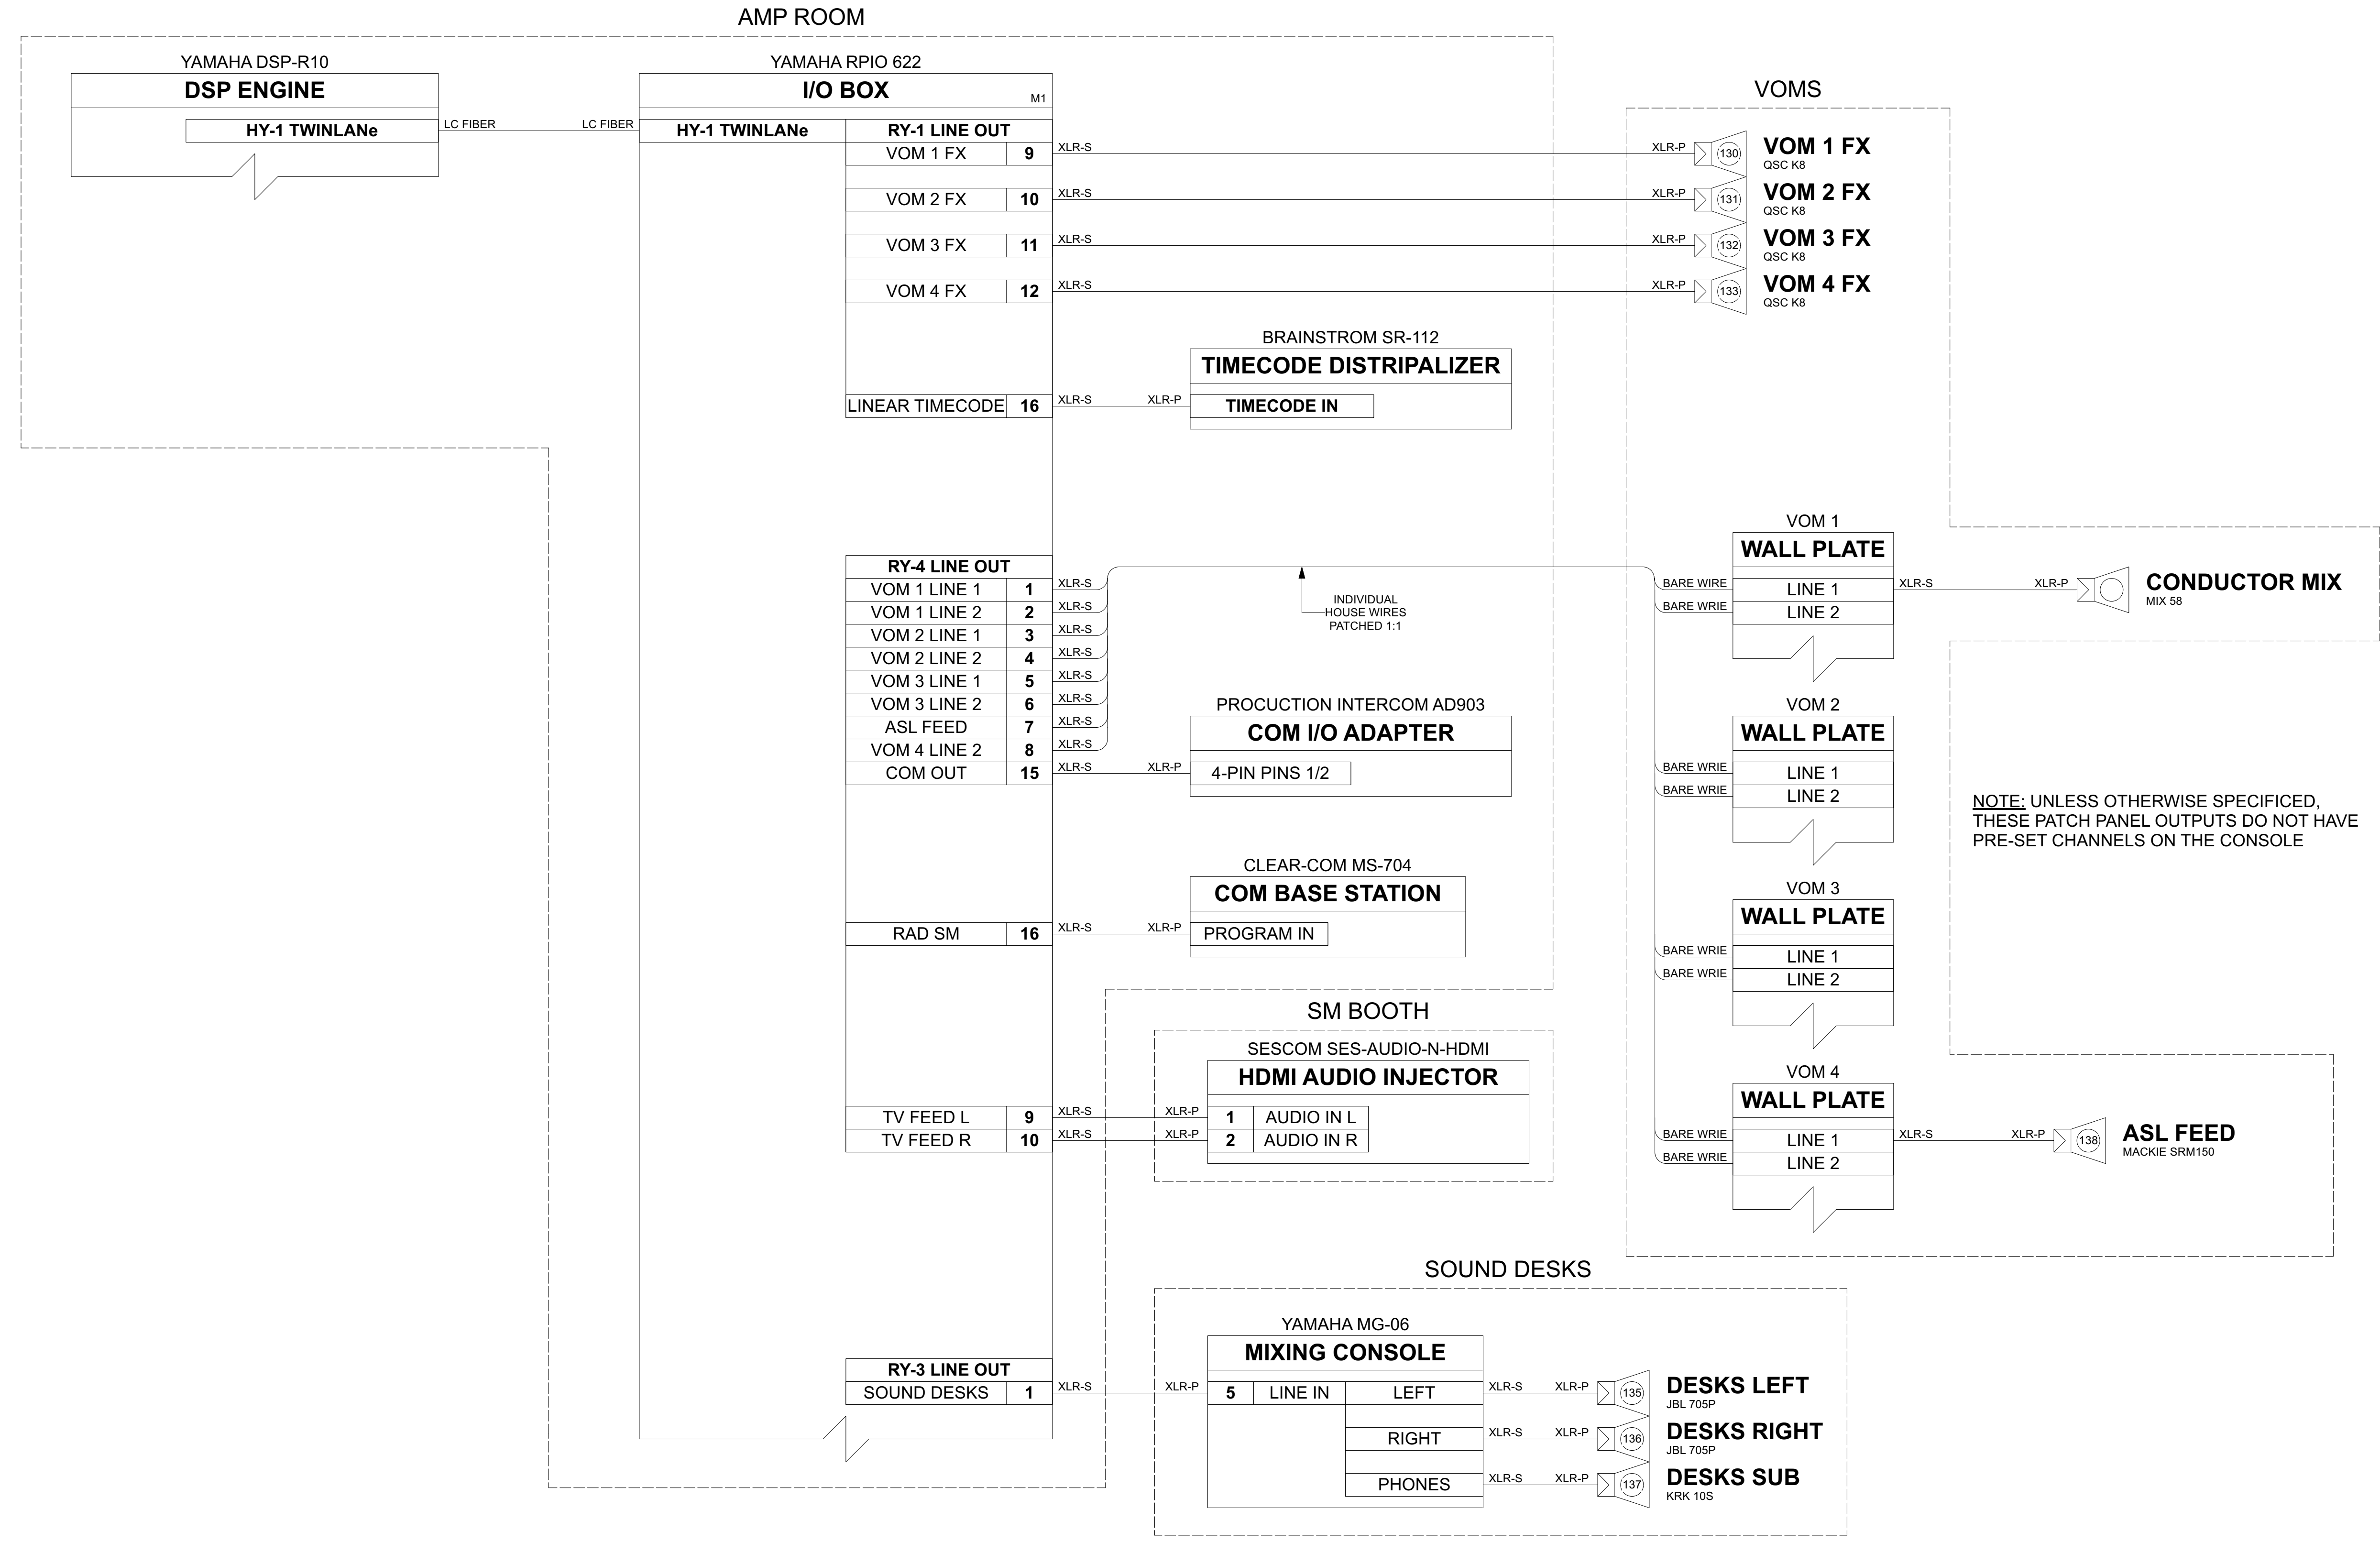 AMP ROOM
YAMAHA DSP-R10
DSP ENGINE
HY-1 TWINLANe
LC FIBER
LC FIBER
YAMAHA RPIO 622
I/O BOX
M1
HY-1 TWINLANe
RY-1 LINE OUT
VOM 1 FX 9 XLR-S
VOM 2 FX 10 XLR-S
VOM 3 FX 11 XLR-S
VOM 4 FX 12 XLR-S
LINEAR TIMECODE 16 XLR-S
XLR-P
BRAINSTROM SR-112
TIMECODE DISTRIPALIZER
TIMECODE IN
VOMS
XLR-P 130 VOM 1 FX
QSC K8
XLR-P 131 VOM 2 FX
QSC K8
XLR-P 132 VOM 3 FX
QSC K8
XLR-P 133 VOM 4 FX
QSC K8
RY-4 LINE OUT
VOM 1 LINE 1 1 XLR-S
VOM 1 LINE 2 2 XLR-S
VOM 2 LINE 1 3 XLR-S
VOM 2 LINE 2 4 XLR-S
VOM 3 LINE 1 5 XLR-S
VOM 3 LINE 2 6 XLR-S
ASL FEED 7 XLR-S
VOM 4 LINE 2 8 XLR-S
COM OUT 15 XLR-S
INDIVIDUAL
HOUSE WIRES
PATCHED 1:1
XLR-P
PROCUCTION INTERCOM AD903
COM I/O ADAPTER
4-PIN PINS 1/2
RAD SM 16 XLR-S
XLR-P
CLEAR-COM MS-704
COM BASE STATION
PROGRAM IN
TV FEED L 9 XLR-S
TV FEED R 10 XLR-S
SM BOOTH
SESCOM SES-AUDIO-N-HDMI
HDMI AUDIO INJECTOR
XLR-P 1 AUDIO IN L
XLR-P 2 AUDIO IN R
VOM 1
WALL PLATE
BARE WIRE LINE 1 XLR-S
BARE WRIE LINE 2
XLR-P CONDUCTOR MIX
MIX 58
VOM 2
WALL PLATE
BARE WRIE LINE 1
BARE WRIE LINE 2
NOTE: UNLESS OTHERWISE SPECIFICED,
THESE PATCH PANEL OUTPUTS DO NOT HAVE
PRE-SET CHANNELS ON THE CONSOLE
VOM 3
WALL PLATE
BARE WRIE LINE 1
BARE WRIE LINE 2
VOM 4
WALL PLATE
BARE WRIE LINE 1 XLR-S
BARE WRIE LINE 2
XLR-P 138 ASL FEED
MACKIE SRM150
RY-3 LINE OUT
SOUND DESKS 1 XLR-S
SOUND DESKS
YAMAHA MG-06
MIXING CONSOLE
XLR-P 5 LINE IN LEFT XLR-S
RIGHT XLR-S
PHONES XLR-S
XLR-P 135 DESKS LEFT
JBL 705P
XLR-P 136 DESKS RIGHT
JBL 705P
XLR-P 137 DESKS SUB
KRK 10S